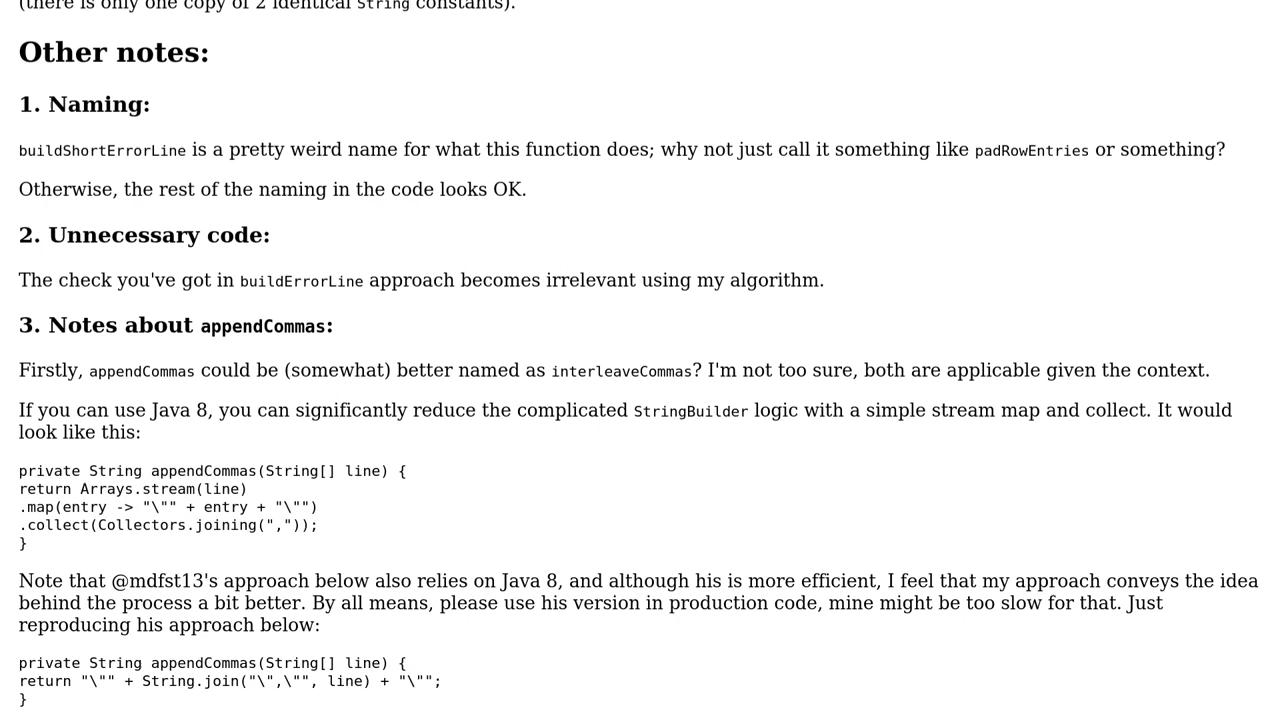 (there is only one copy of 2 identical String constants).
Other notes:
1. Naming:
buildShortErrorLine is a pretty weird name for what this function does; why not just call it something like padRowEntries or something?
Otherwise, the rest of the naming in the code looks OK.
2. Unnecessary code:
The check you've got in buildErrorLine approach becomes irrelevant using my algorithm.
3. Notes about appendCommas:
Firstly, appendCommas could be (somewhat) better named as interleaveCommas? I'm not too sure, both are applicable given the context.
If you can use Java 8, you can significantly reduce the complicated StringBuilder logic with a simple stream map and collect. It would
look like this:
private String appendCommas(String[] line) {
return Arrays.stream(line)
.map(entry -> "\"" + entry + "\"")
.collect(Collectors.joining(","));
}
Note that @mdfst13's approach below also relies on Java 8, and although his is more efficient, I feel that my approach conveys the idea
behind the process a bit better. By all means, please use his version in production code, mine might be too slow for that. Just
reproducing his approach below:
private String appendCommas(String[] line) {
return "\"" + String.join("\",\"", line) + "\"";
}